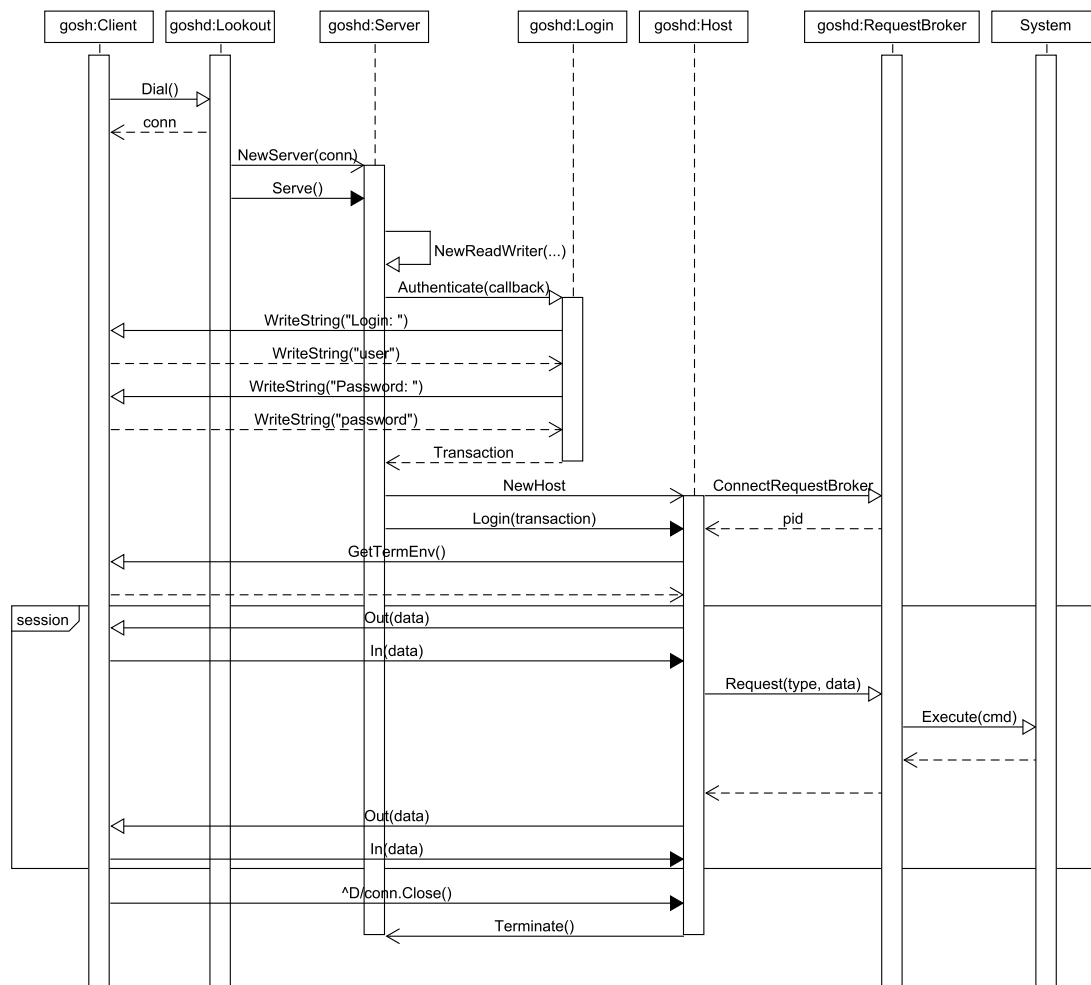 gosh:Client
goshd:Lookout
goshd:Server
goshd:Login
goshd:Host
goshd:RequestBroker
System
Dial()
conn
NewServer(conn)
Serve()
NewReadWriter(...)
Authenticate(callback)
WriteString("Login: ")
WriteString("user")
WriteString("Password: ")
WriteString("password")
Transaction
NewHost
ConnectRequestBroker
Login(transaction)
pid
GetTermEnv()
session
Out(data)
In(data)
Request(type, data)
Execute(cmd)
Out(data)
In(data)
^D/conn.Close()
Terminate()